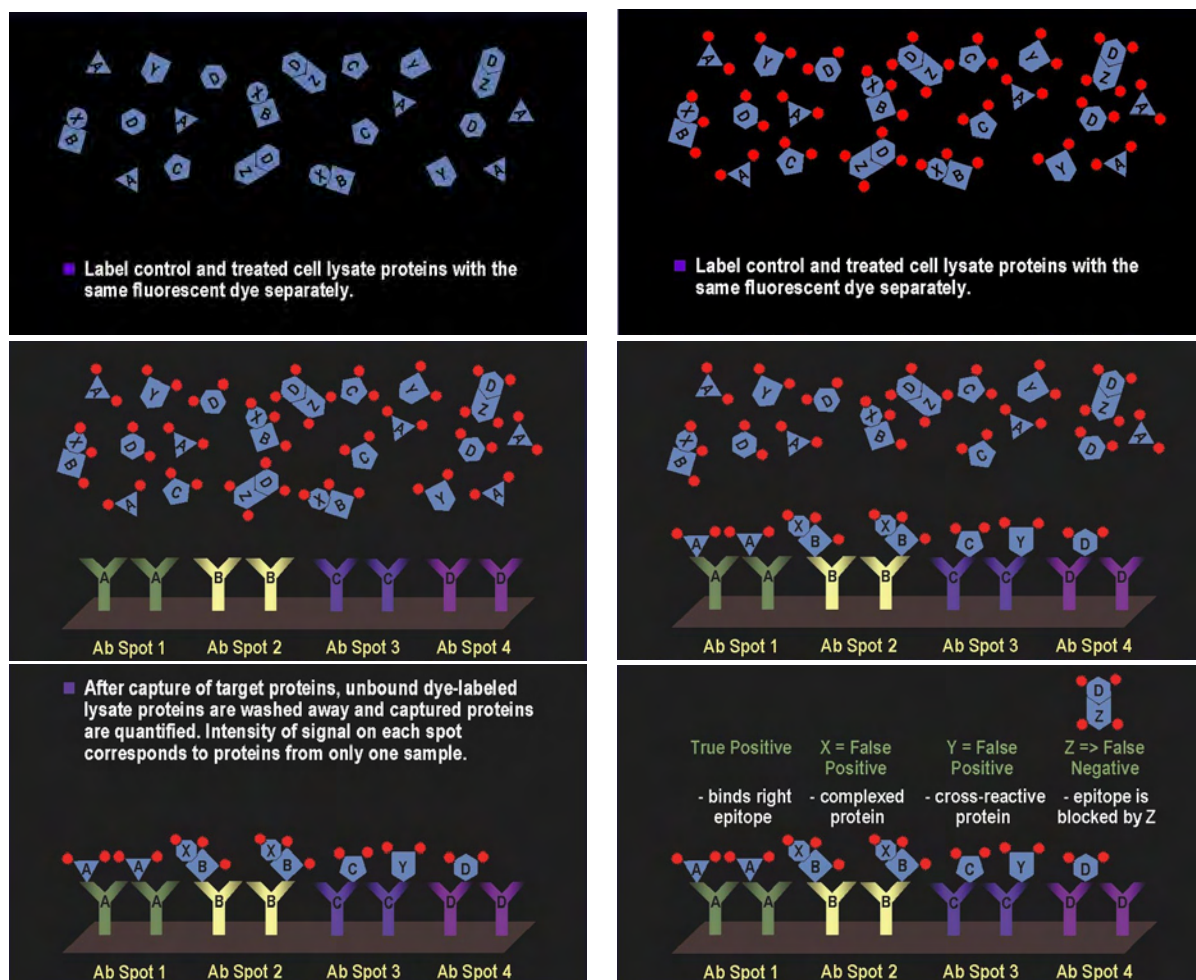 A Y D D Z C Y D Z
X B D A X B C A D A
A C Z D X B Y A
Label control and treated cell lysate proteins with the
same fluorescent dye separately.
A Y D D Z C Y D Z
X B D A X B C A D A
A C Z D X B Y A
Label control and treated cell lysate proteins with the
same fluorescent dye separately.
A Y D D Z C Y D Z
X B D A X B C A D A
A C Z D X B Y A
A A B B C C D D
Ab Spot 1 Ab Spot 2 Ab Spot 3 Ab Spot 4
A Y D D Z C Y D Z
X B D A X B C A D A
A A X B X B C Y D
A A B B C C D D
Ab Spot 1 Ab Spot 2 Ab Spot 3 Ab Spot 4
After capture of target proteins, unbound dye-labeled
lysate proteins are washed away and captured proteins
are quantified. Intensity of signal on each spot
corresponds to proteins from only one sample.
A A X B X B C Y D
A A B B C C D D
Ab Spot 1 Ab Spot 2 Ab Spot 3 Ab Spot 4
D
Z
True Positive
- binds right
epitope
X = False
Positive
- complexed
protein
Y = False
Positive
- cross-reactive
protein
Z => False
Negative
- epitope is
blocked by Z
A A X B X B C Y D
A A B B C C D D
Ab Spot 1 Ab Spot 2 Ab Spot 3 Ab Spot 4